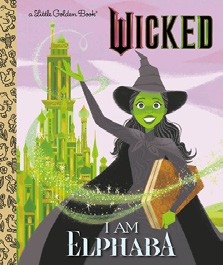 a Little Golden Book®
WICKED
I AM
ELPHABA